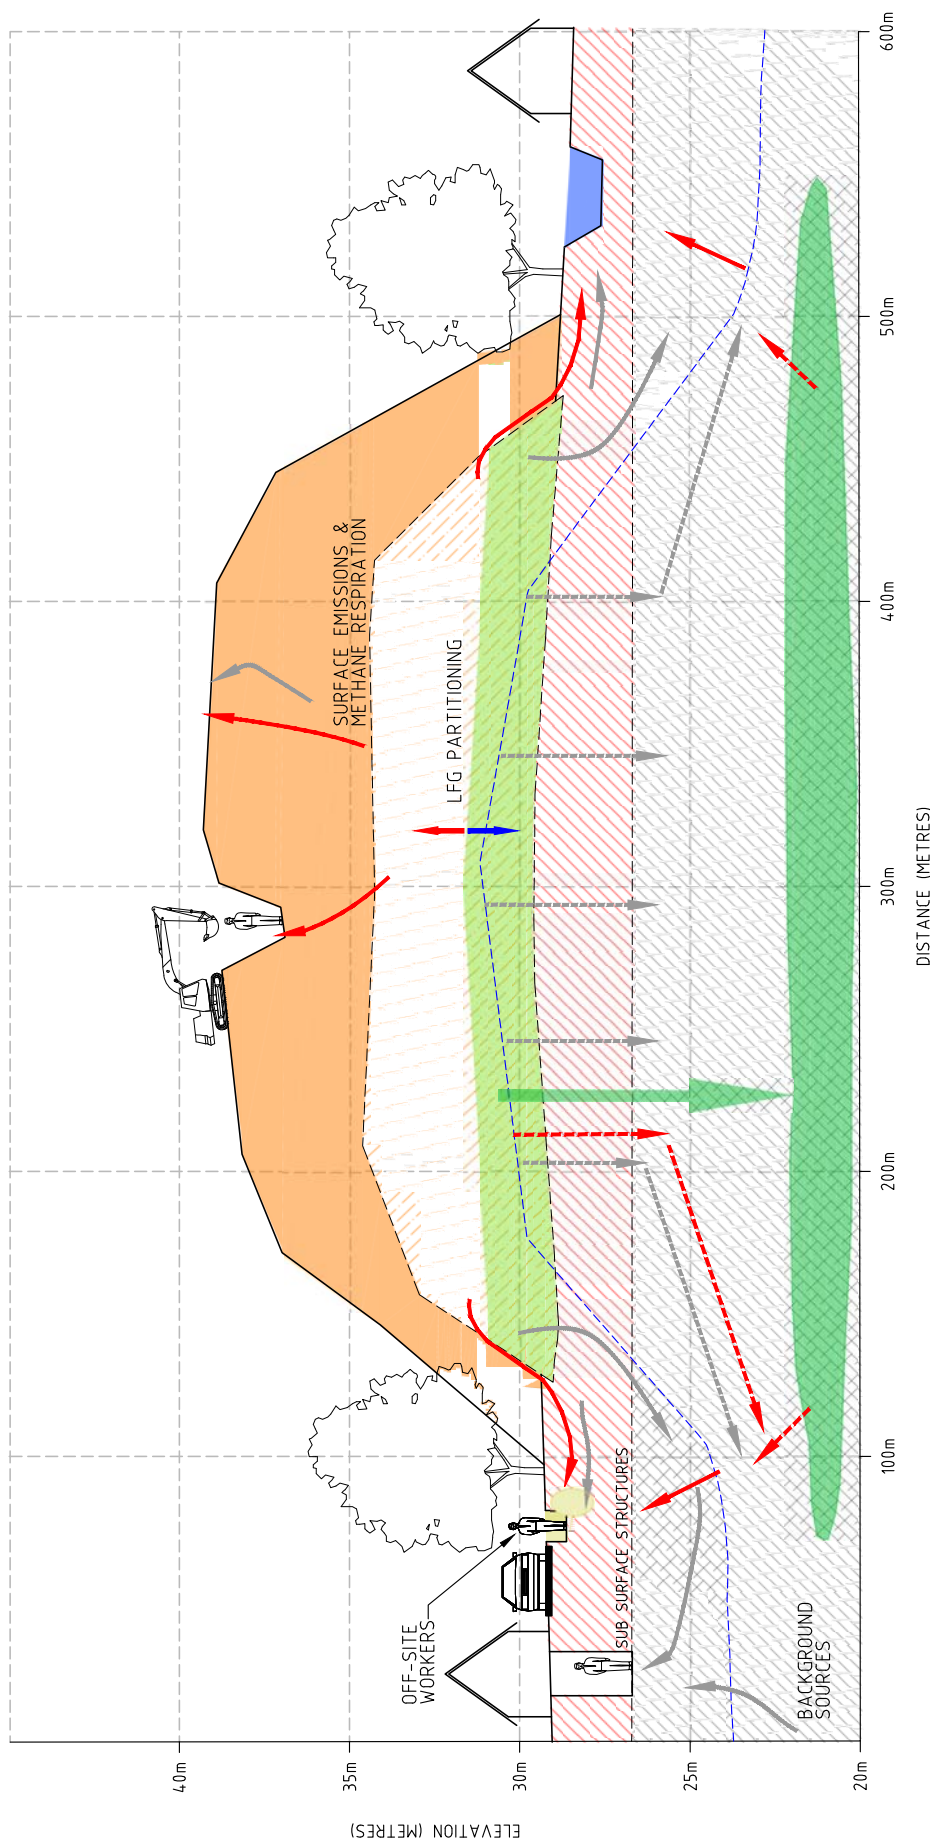 SURFACE EMISSIONS &
METHANE RESPIRATION
LFG PARTITIONING
OFF-SITE
WORKERS
SUB SURFACE STRUCTURES
BACKGROUND
SOURCES
ELEVATION (METRES)
40m
35m
30m
25m
20m
100m
200m
300m
400m
500m
600m
DISTANCE (METRES)